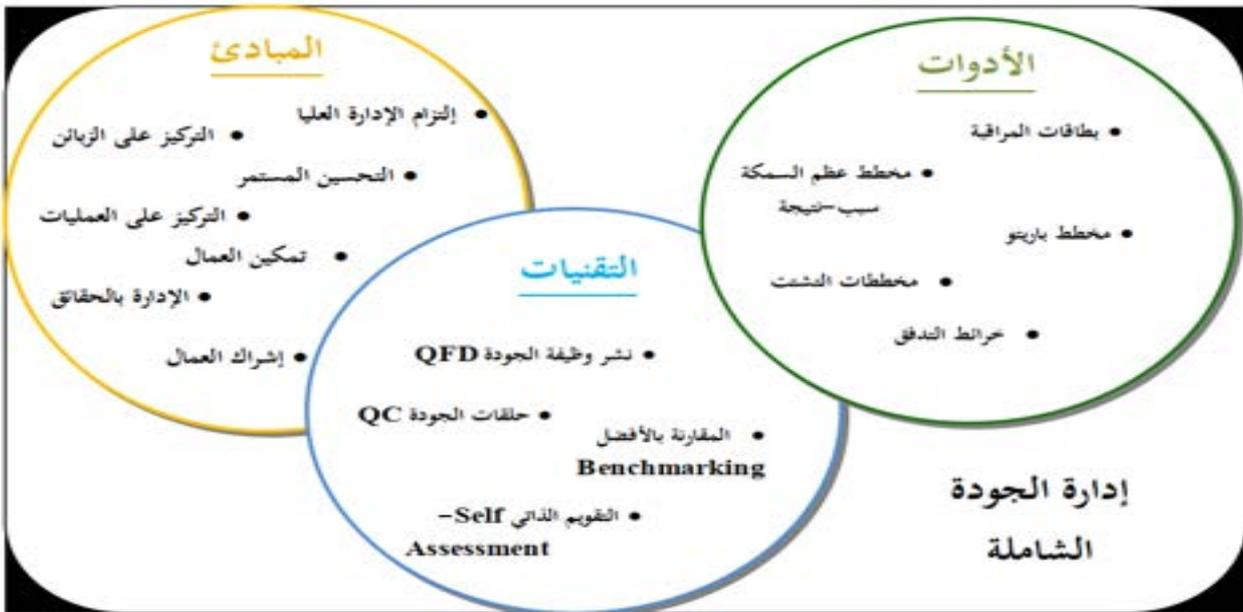 الأدوات
• بطاقات المراقبة
• مخطط عظم السمكة
سبب-نتيجة
• مخطط باريتو
• مخططات التشتت
• خرائط التدفق
المبادئ
• إلتزام الإدارة العليا
• التركيز على الزبائن
• التحسين المستمر
• التركيز على العمليات
• تمكين العمال
• الإدارة بالحقائق
• إشراك العمال
التقنيات
• نشر وظيفة الجودة QFD
• حلقات الجودة QC
• المقارنة بالأفضل
Benchmarking
• التقويم الذاتي Self-
Assessment
إدارة الجودة
الشاملة